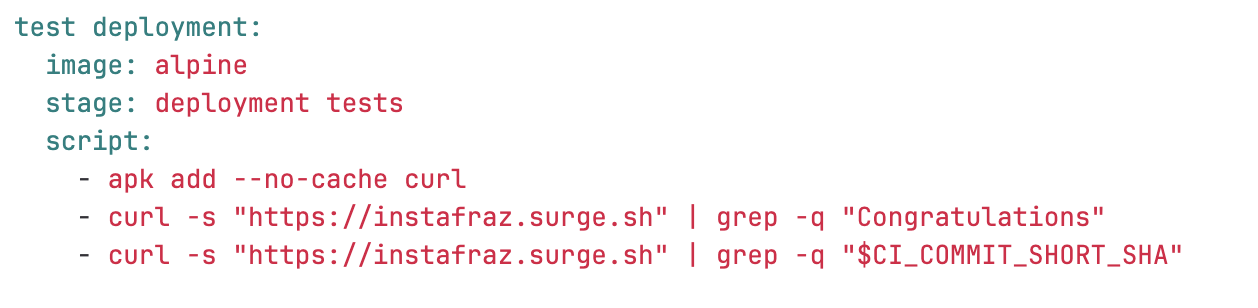 test deployment:
  image: alpine
  stage: deployment tests
  script:
    - apk add --no-cache curl
    - curl -s "https://instafraz.surge.sh" | grep -q "Congratulations"
    - curl -s "https://instafraz.surge.sh" | grep -q "$CI_COMMIT_SHORT_SHA"